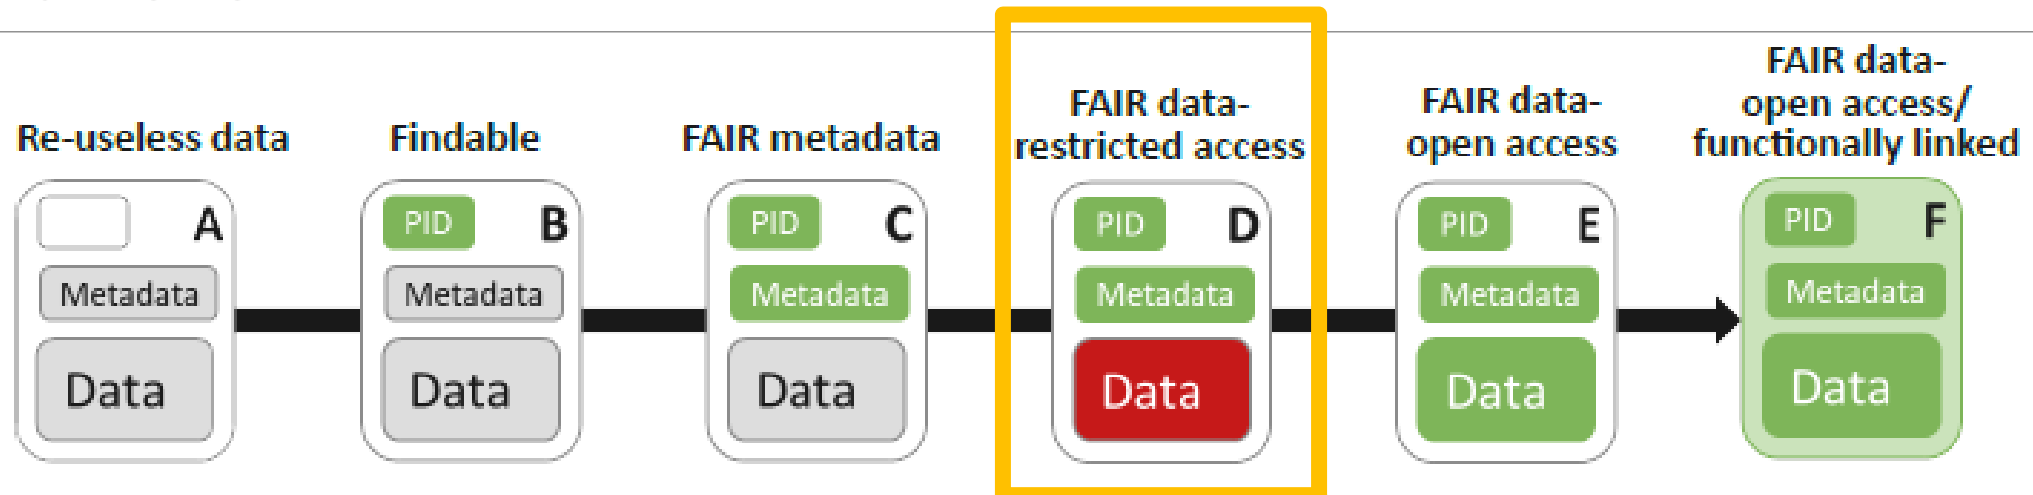 Re-useless data
Findable
FAIR metadata
FAIR data-
restricted access
FAIR data-
open access
FAIR data-
open access/
functionally linked
A
Metadata
Data
PID
B
Metadata
Data
PID
C
Metadata
Data
PID
D
Metadata
Data
PID
E
Metadata
Data
PID
F
Metadata
Data